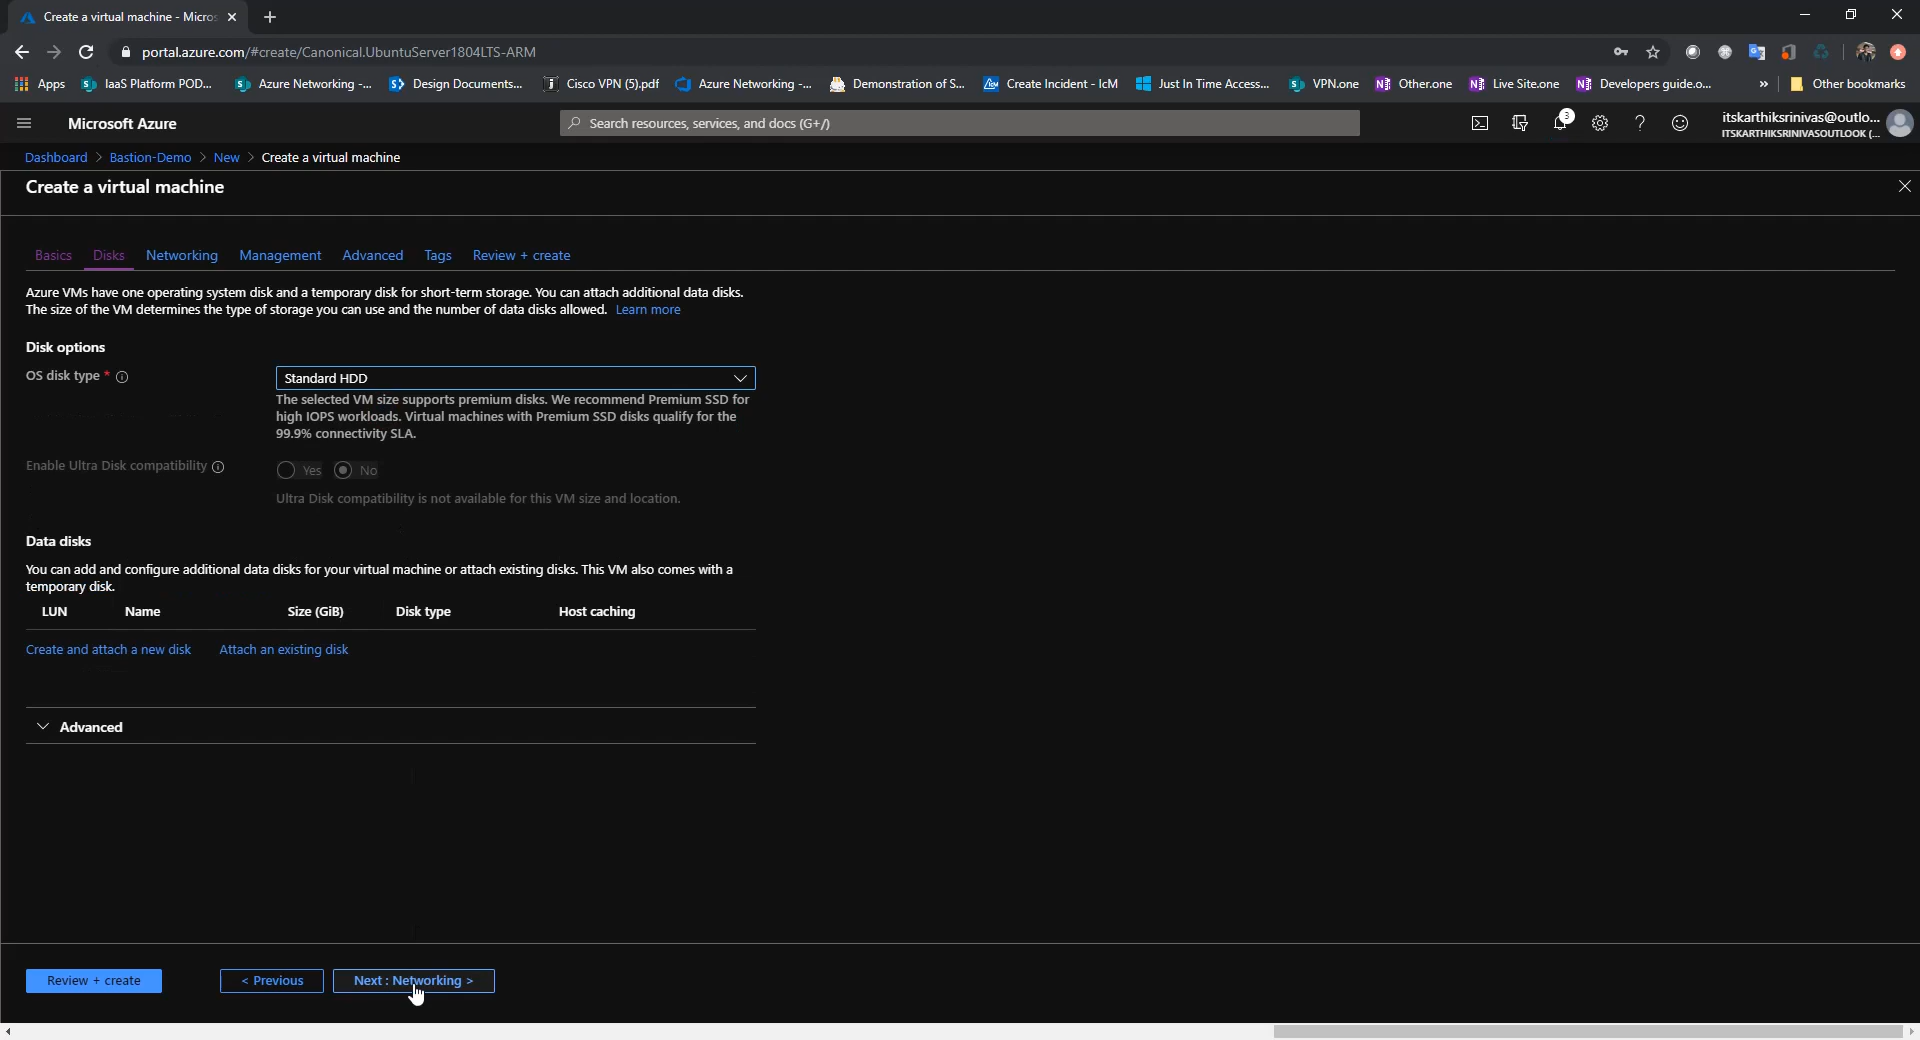 Create a virtual machine - Micros
portal.azure.com/#create/Canonical.UbuntuServer1804LTS-ARM
Apps IaaS Platform POD... Azure Networking -... Design Documents... Cisco VPN (5).pdf Azure Networking -... Demonstration of S... Create Incident - IcM Just In Time Access... VPN.one Other.one Live Site.one Developers guide.o... » Other bookmarks
Microsoft Azure
Search resources, services, and docs (G+/)
3
itskarthiksrinivas@outlo...
ITSKARTHIKSRINIVASOUTLOOK (...
Dashboard > Bastion-Demo > New > Create a virtual machine
Create a virtual machine
Basics Disks Networking Management Advanced Tags Review + create
Azure VMs have one operating system disk and a temporary disk for short-term storage. You can attach additional data disks.
The size of the VM determines the type of storage you can use and the number of data disks allowed. Learn more
Disk options
OS disk type *
Standard HDD
The selected VM size supports premium disks. We recommend Premium SSD for
high IOPS workloads. Virtual machines with Premium SSD disks qualify for the
99.9% connectivity SLA.
Enable Ultra Disk compatibility
Yes No
Ultra Disk compatibility is not available for this VM size and location.
Data disks
You can add and configure additional data disks for your virtual machine or attach existing disks. This VM also comes with a
temporary disk.
LUN Name Size (GiB) Disk type Host caching
Create and attach a new disk Attach an existing disk
Advanced
Review + create < Previous Next : Networking >